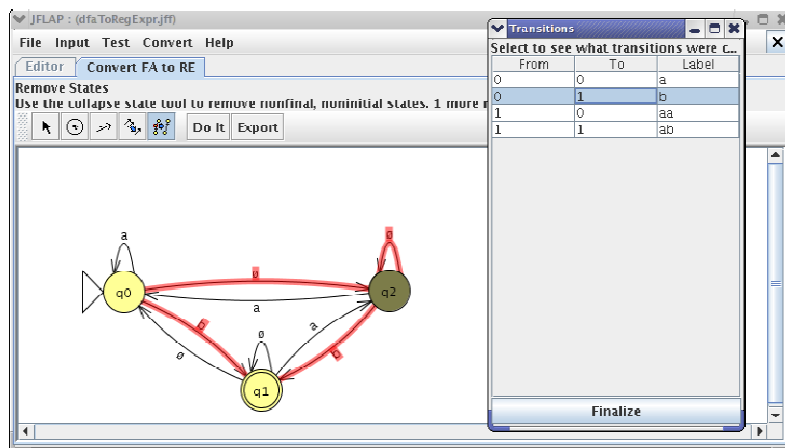 JFLAP : (dfaToRegExpr.jff)
File Input Test Convert Help
Editor Convert FA to RE
Remove States
Use the collapse state tool to remove nonfinal, noninitial states. 1 more
Do It Export
Transitions
Select to see what transitions were c...
From To Label
0 0 a
0 1 b
1 0 aa
1 1 ab
Finalize
a
ø
q0
ø
q2
a
b
a
b
ø
ø
q1